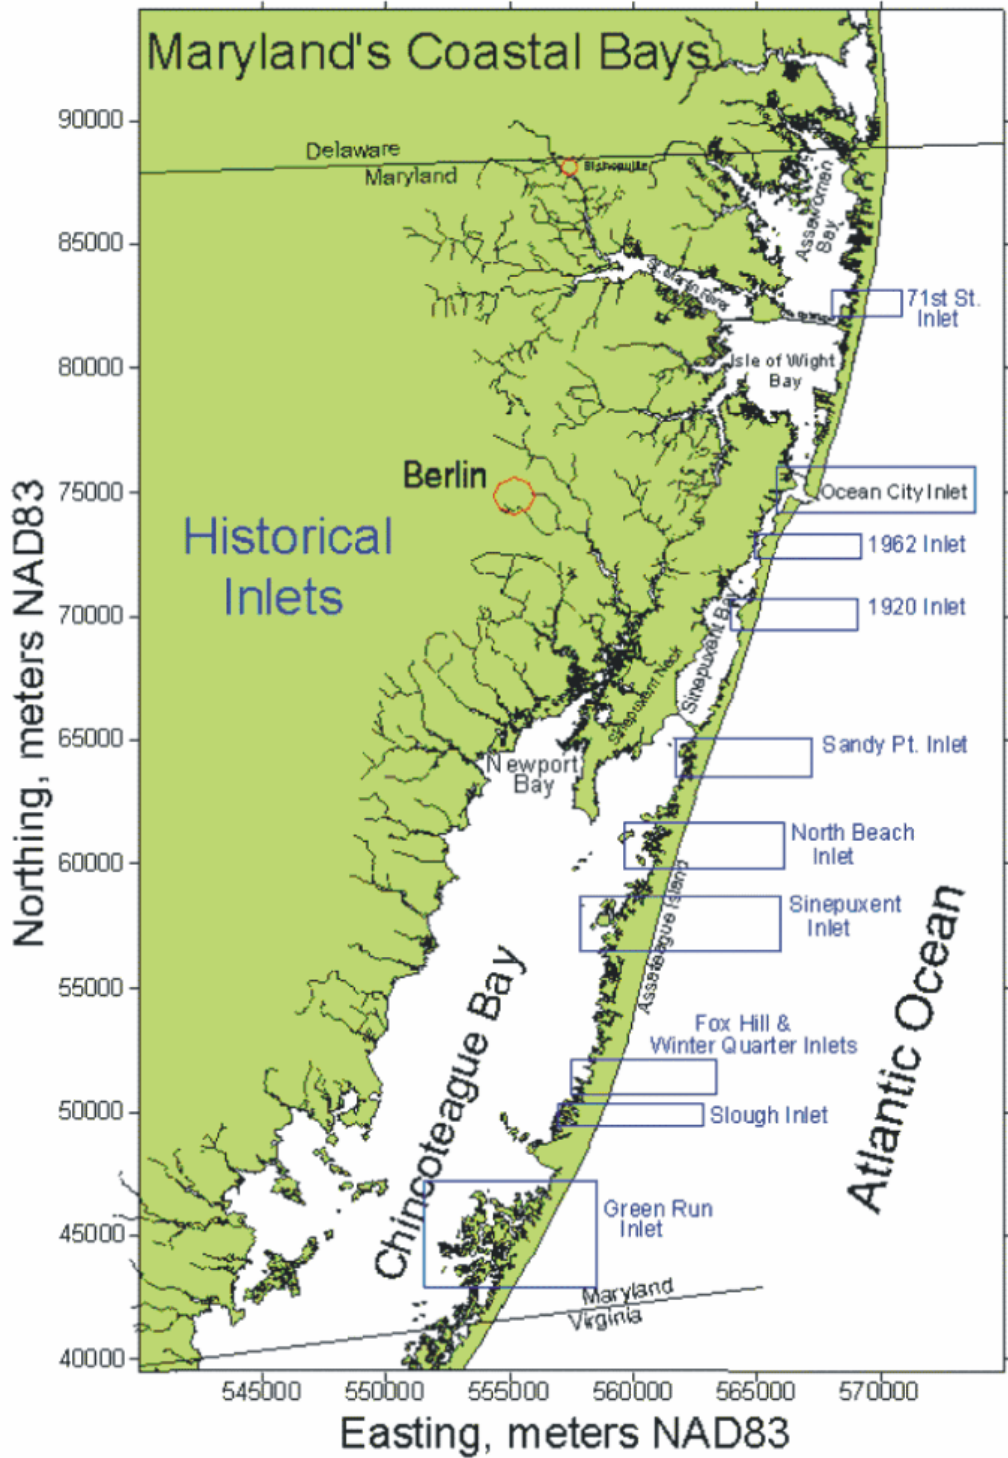 Maryland's Coastal Bays
90000
Delaware
Maryland
Bishopville
Assawoman
Bay
85000
St. Martin River
71st St.
Inlet
80000
Isle of Wight
Bay
Berlin
75000
Ocean City Inlet
Historical
Inlets
1962 Inlet
1920 Inlet
70000
Sinepuxent Bay
Sinepuxent Neck
65000
Sandy Pt. Inlet
Newport
Bay
North Beach
Inlet
60000
Sinepuxent
Inlet
Assateague Island
55000
Fox Hill &
Winter Quarter Inlets
50000
Slough Inlet
Chincoteague Bay
Atlantic Ocean
Green Run
Inlet
45000
Maryland
Virginia
40000
545000 550000 555000 560000 565000 570000
Easting, meters NAD83
Northing, meters NAD83